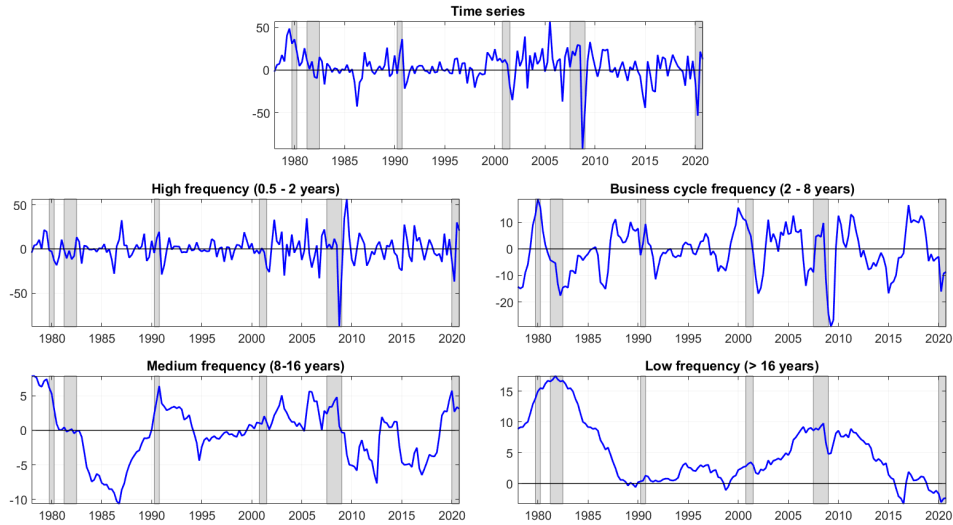 Time series
50
0
-50
1980 1985 1990 1995 2000 2005 2010 2015 2020
High frequency (0.5 - 2 years)
50
0
-50
1980 1985 1990 1995 2000 2005 2010 2015 2020
Business cycle frequency (2 - 8 years)
10
0
-10
-20
1980 1985 1990 1995 2000 2005 2010 2015 2020
Medium frequency (8-16 years)
5
0
-5
-10
1980 1985 1990 1995 2000 2005 2010 2015 2020
Low frequency (> 16 years)
15
10
5
0
1980 1985 1990 1995 2000 2005 2010 2015 2020